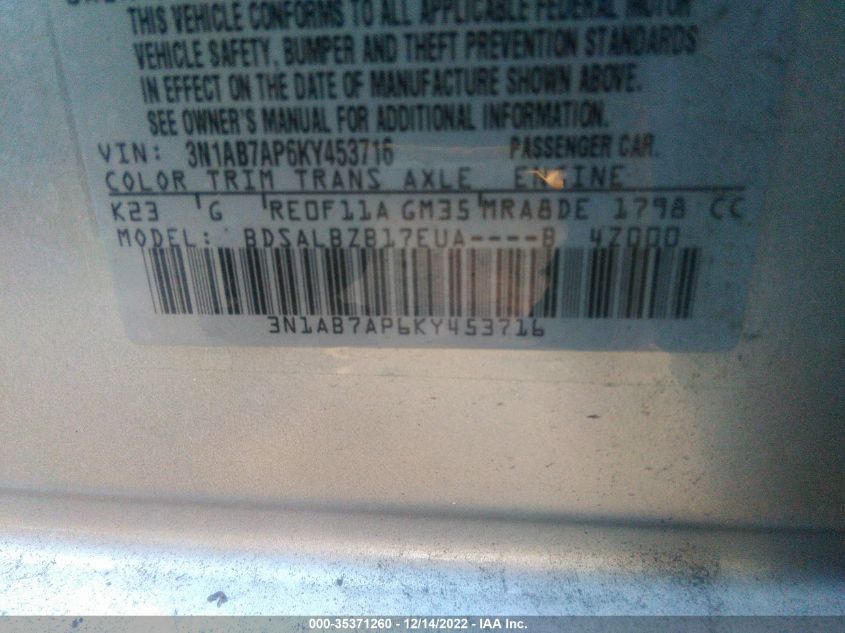 THIS VEHICLE CONFORMS TO ALL APPLICABLE FEDERAL MOTOR
VEHICLE SAFETY, BUMPER AND THEFT PREVENTION STANDARDS
IN EFFECT ON THE DATE OF MANUFACTURE SHOWN ABOVE.
SEE OWNER'S MANUAL FOR ADDITIONAL INFORMATION.
VIN: 3N1AB7AP6KY453716 PASSENGER CAR.
COLOR TRIM TRANS AXLE ENGINE
K23 G RE0F11A GM35 MRA8DE 1798 CC
MODEL: BDSALBZB17EUA----B 4Z000
3N1AB7AP6KY453716
000-35371260 - 12/14/2022 - IAA Inc.